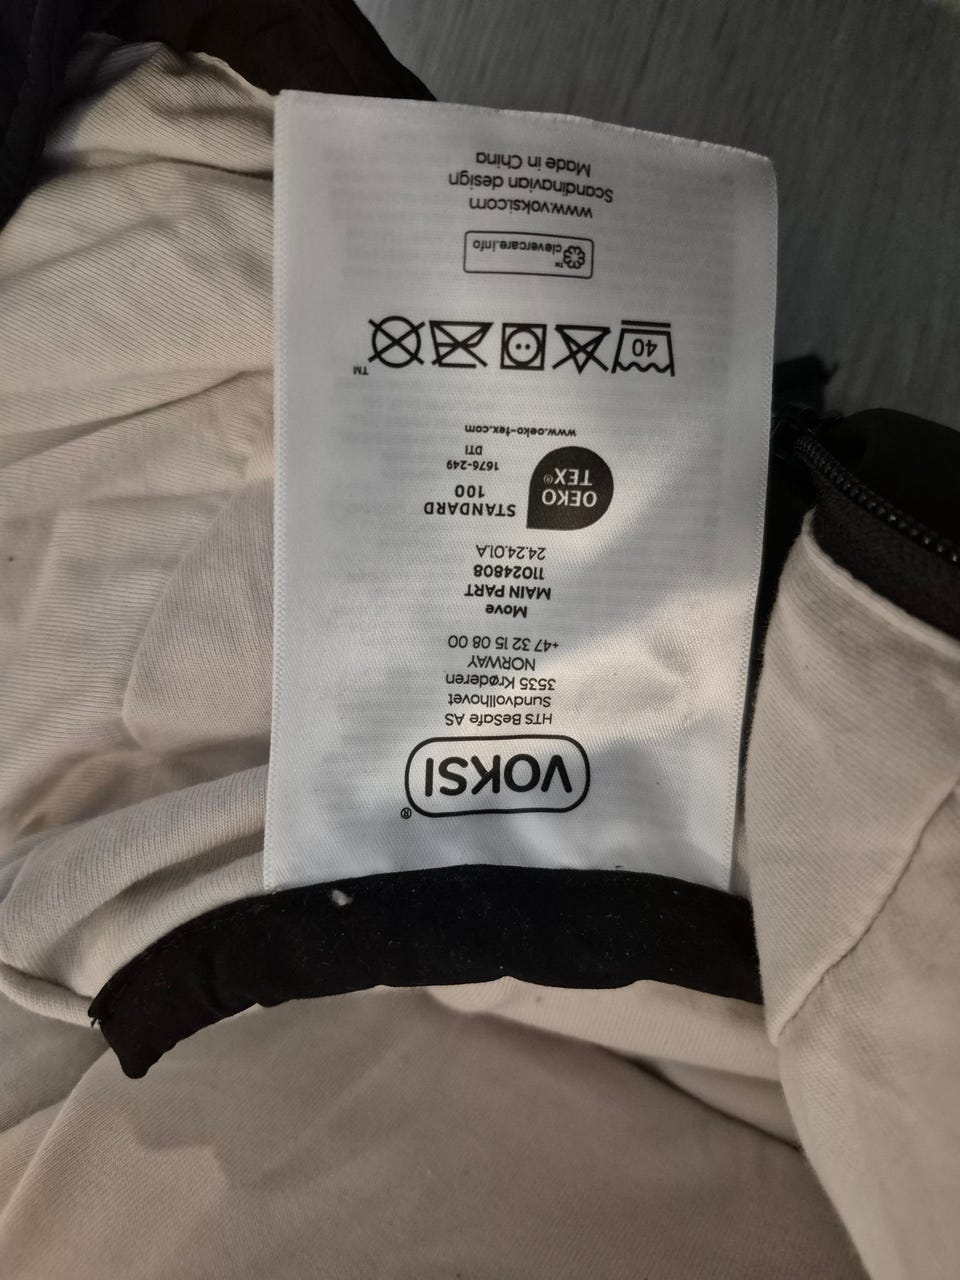 VOKSI®
HTS BeSafe AS
Sundvollhovet
3535 Krøderen
NORWAY
+47 32 15 08 00
Move
MAIN PART
11024808
24.24.01.A
OEKO
TEX®
STANDARD
100
1676-249
DTI
www.oeko-tex.com
40
TM
clevercare.info™
www.voksi.com
Scandinavian design
Made in China